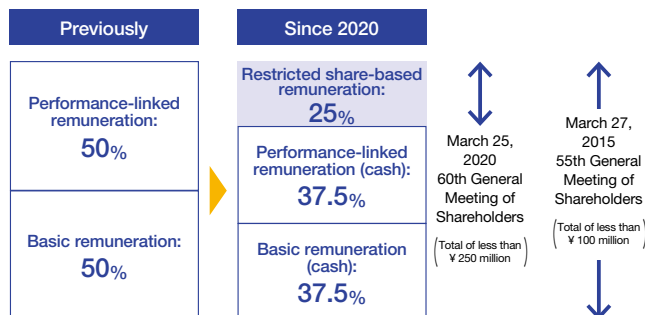 Previously
Performance-linked
remuneration:
50%
Basic remuneration:
50%
Since 2020
Restricted share-based
remuneration:
25%
Performance-linked
remuneration (cash):
37.5%
Basic remuneration
(cash):
37.5%
March 25,
2020
60th General
Meeting of
Shareholders
(Total of less than
¥ 250 million)
March 27,
2015
55th General
Meeting of
Shareholders
(Total of less than
¥ 100 million)